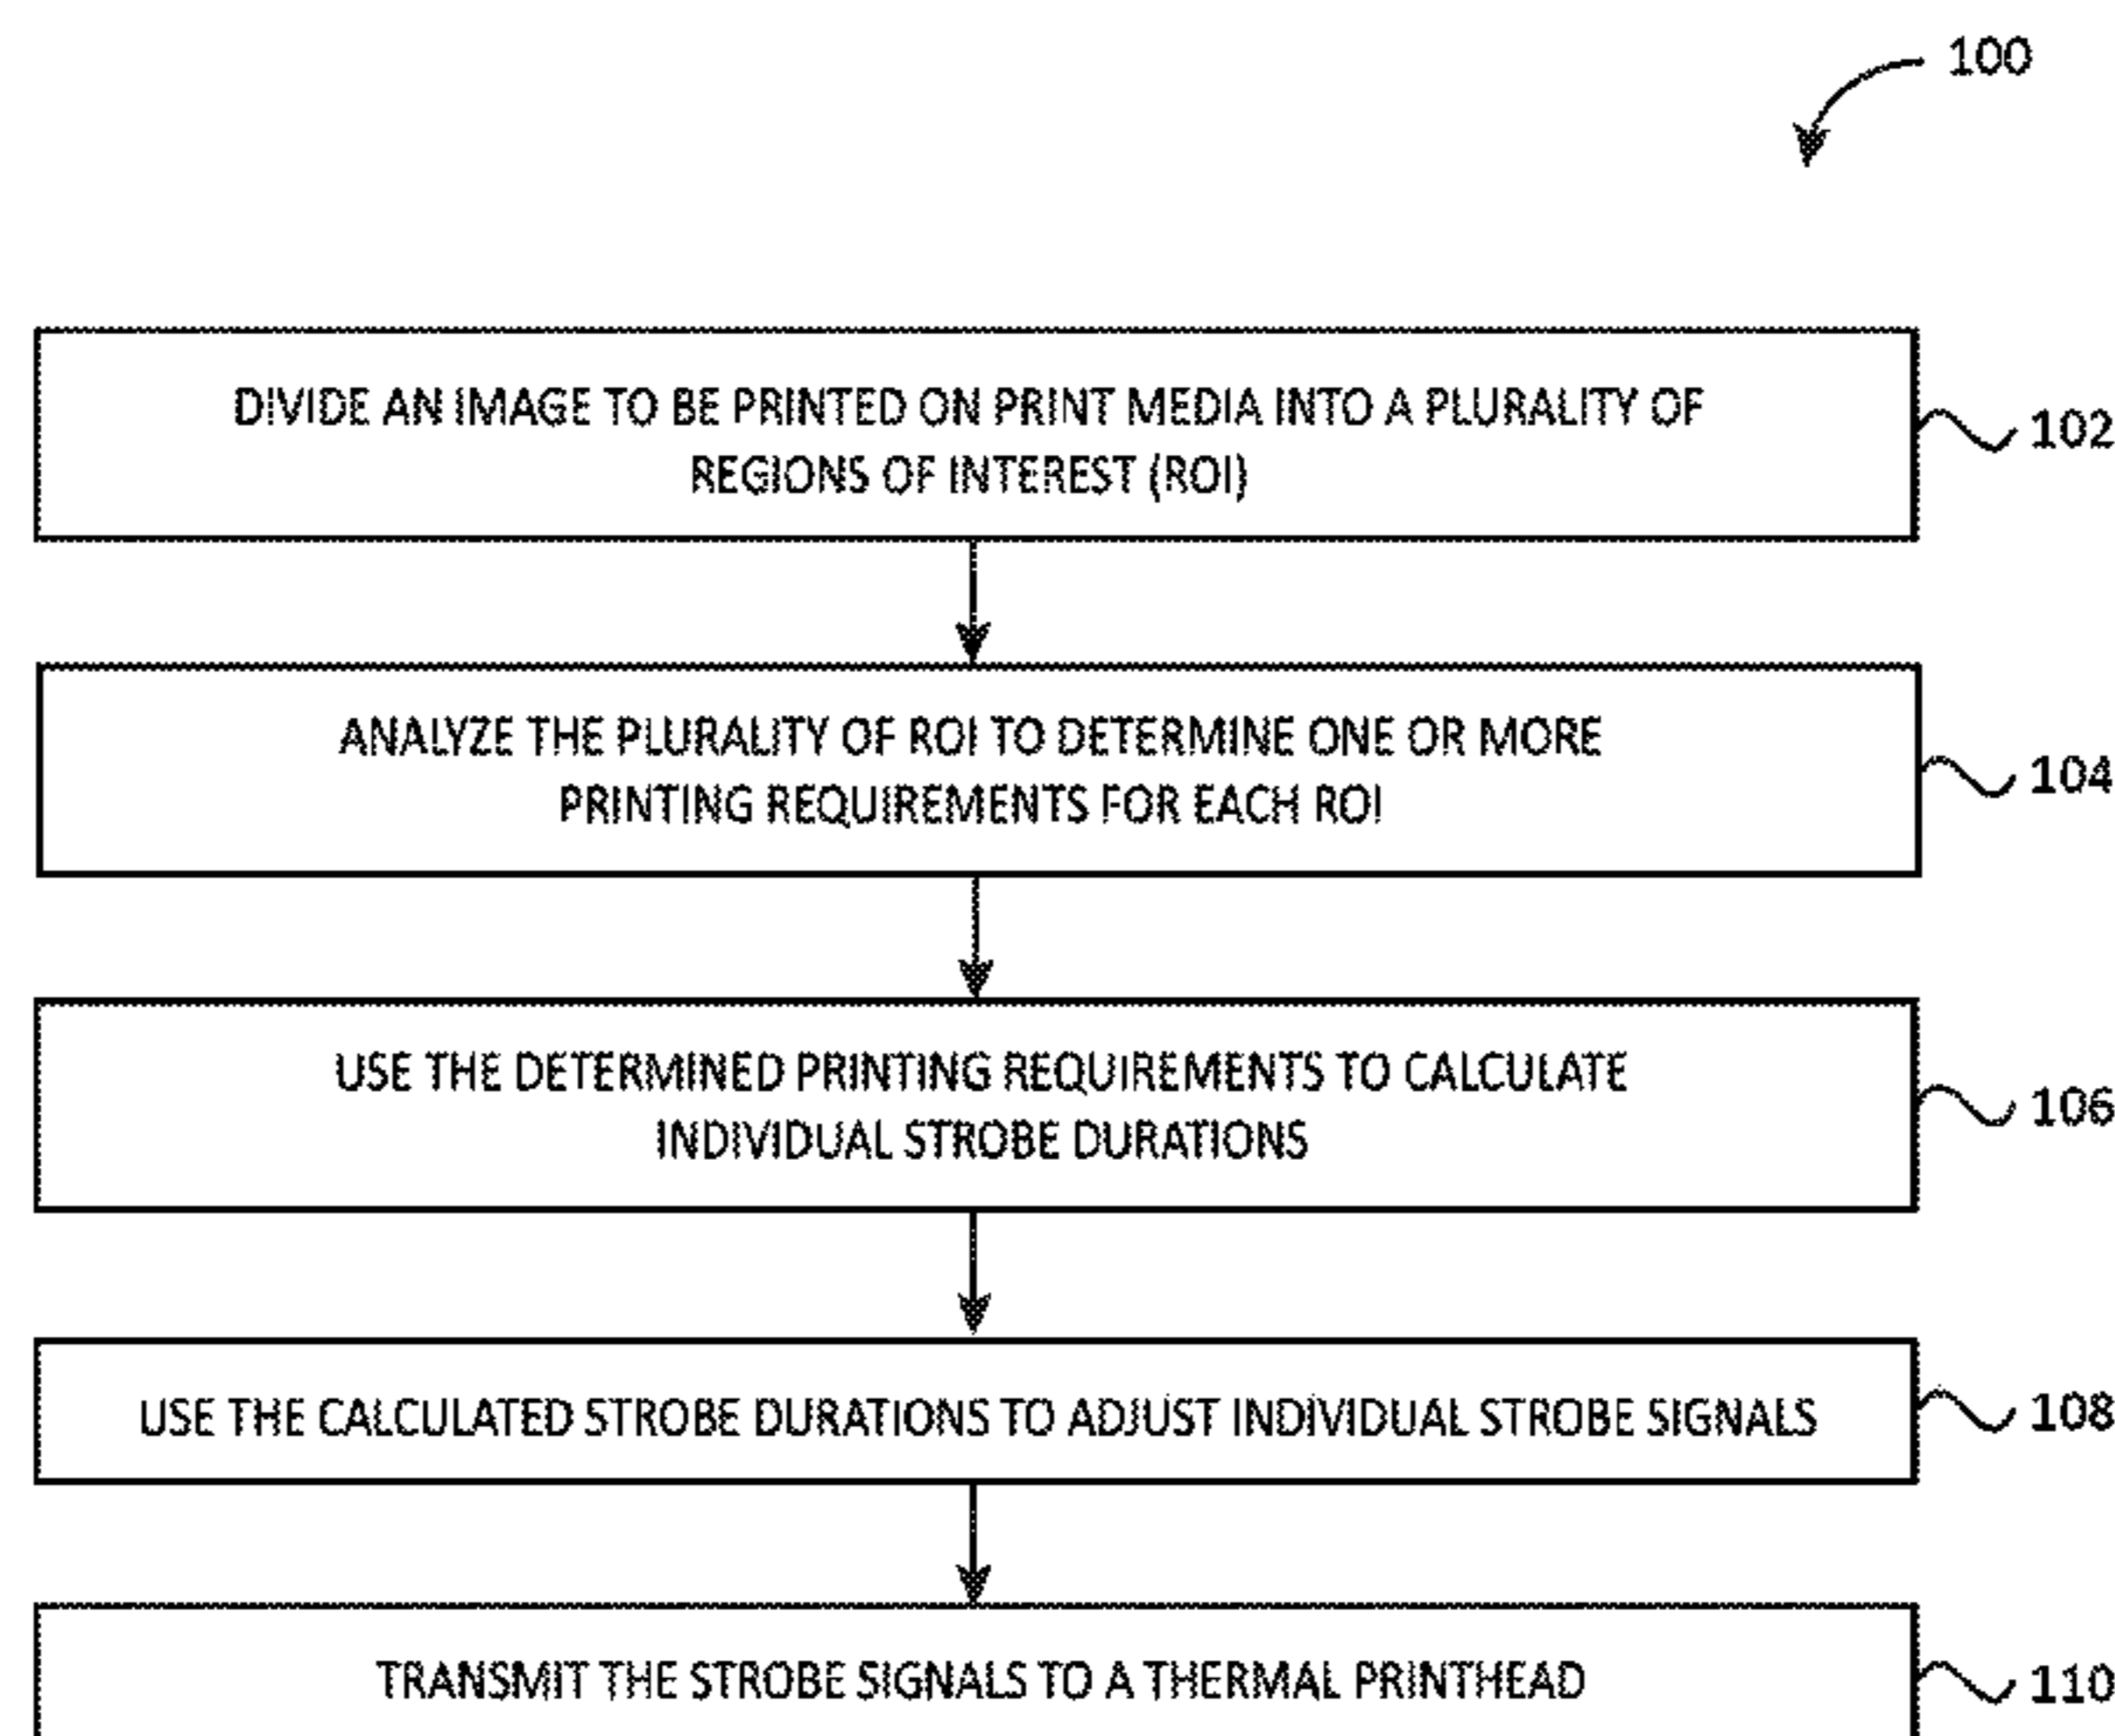 100
DIVIDE AN IMAGE TO BE PRINTED ON PRINT MEDIA INTO A PLURALITY OF
REGIONS OF INTEREST (ROI)
102
ANALYZE THE PLURALITY OF ROI TO DETERMINE ONE OR MORE
PRINTING REQUIREMENTS FOR EACH ROI
104
USE THE DETERMINED PRINTING REQUIREMENTS TO CALCULATE
INDIVIDUAL STROBE DURATIONS
106
USE THE CALCULATED STROBE DURATIONS TO ADJUST INDIVIDUAL STROBE SIGNALS
108
TRANSMIT THE STROBE SIGNALS TO A THERMAL PRINTHEAD
110